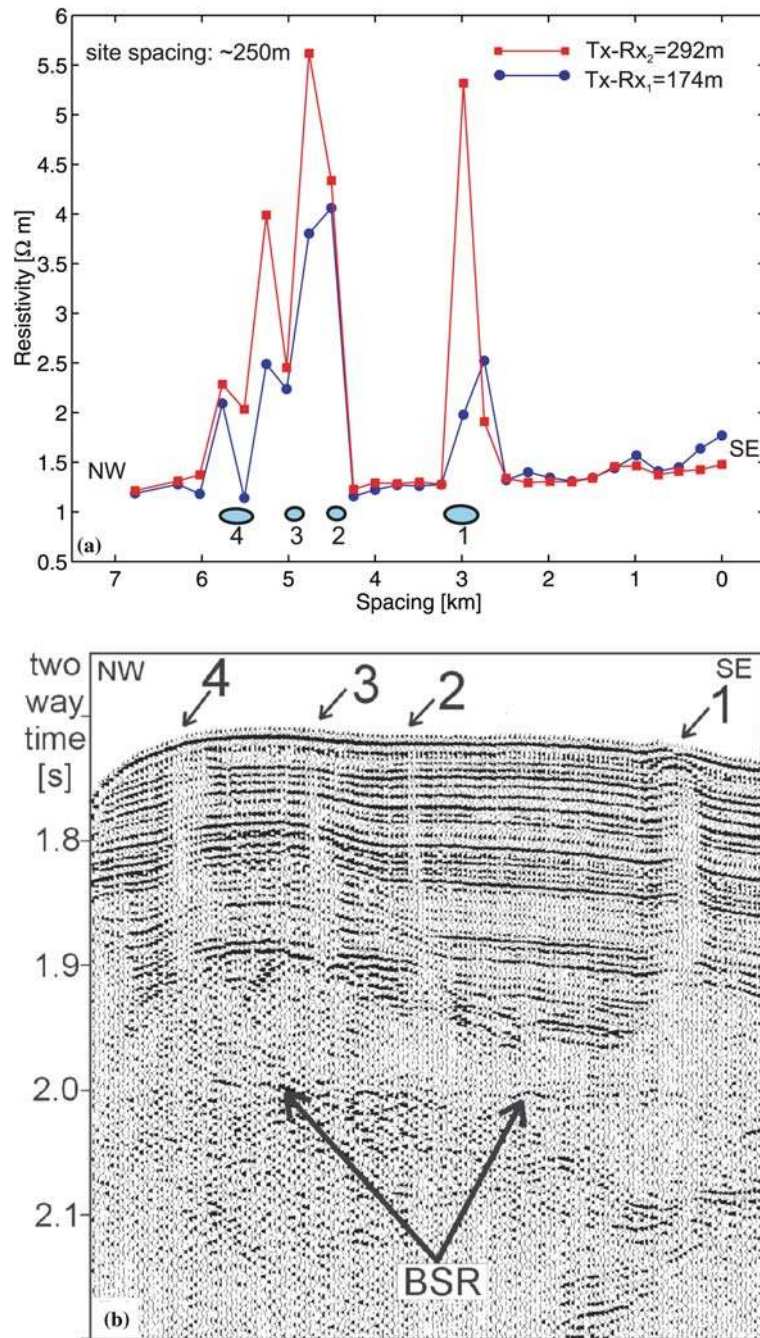 site spacing: ~250m
Tx-Rx₂=292m
Tx-Rx₁=174m
Resistivity [Ω m]
5.5
5
4.5
4
3.5
3
2.5
2
1.5
1
0.5
NW
SE
4
3
2
1
(a)
7
6
5
4
3
2
1
0
Spacing [km]
two
way
time
[s]
NW
SE
4
3
2
1
1.8
1.9
2.0
2.1
BSR
(b)